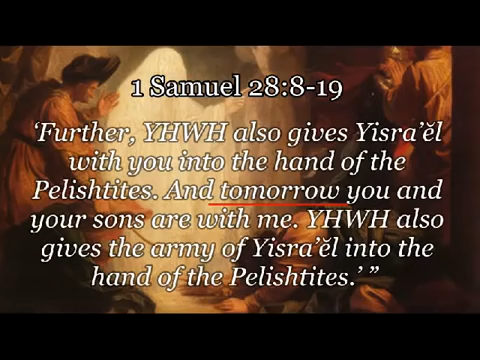 1 Samuel 28:8-19
‘Further, YHWH also gives Yisra’ĕl
with you into the hand of the
Pelishtites. And tomorrow you and
your sons are with me. YHWH also
gives the army of Yisra’ĕl into the
hand of the Pelishtites.’ ”